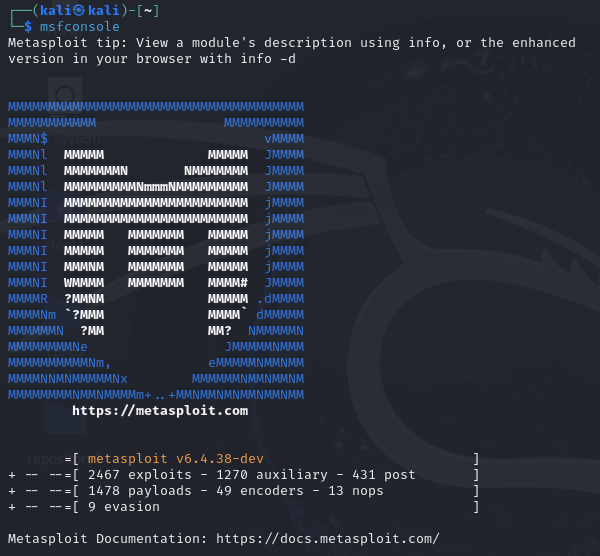 ┌──(kali㉿kali)-[~]
└─$ msfconsole
Metasploit tip: View a module's description using info, or the enhanced
version in your browser with info -d
MMMMMMMMMMMMMMMMMMMMMMMMMMMMMMMMMMMMM
MMMMMMMMMMM                MMMMMMMMMM
MMMN$                           vMMMM
MMMNl  MMMMM             MMMMM  JMMMM
MMMNl  MMMMMMMN       NMMMMMMM  JMMMM
MMMNl  MMMMMMMMMNmmmNMMMMMMMMM  JMMMM
MMMNI  MMMMMMMMMMMMMMMMMMMMMMM  jMMMM
MMMNI  MMMMMMMMMMMMMMMMMMMMMMM  jMMMM
MMMNI  MMMMM   MMMMMMM   MMMMM  jMMMM
MMMNI  MMMMM   MMMMMMM   MMMMM  jMMMM
MMMNI  MMMNM   MMMMMMM   MMMMM  jMMMM
MMMNI  WMMMM   MMMMMMM   MMMM#  JMMMM
MMMMR  ?MMNM             MMMMM .dMMMM
MMMMNm `?MMM             MMMM` dMMMMM
MMMMMMN  ?MM             MM?  NMMMMMN
MMMMMMMMNe                 JMMMMMNMMM
MMMMMMMMMMNm,            eMMMMMNMMNMM
MMMMNNMNMMMMMNx        MMMMMMNMMNMMNM
MMMMMMMMNMMNMMMMm+..+MMNMMNMNMMNMMNMM
https://metasploit.com
=[ metasploit v6.4.38-dev                          ]
+ -- --=[ 2467 exploits - 1270 auxiliary - 431 post       ]
+ -- --=[ 1478 payloads - 49 encoders - 13 nops           ]
+ -- --=[ 9 evasion                                       ]
Metasploit Documentation: https://docs.metasploit.com/